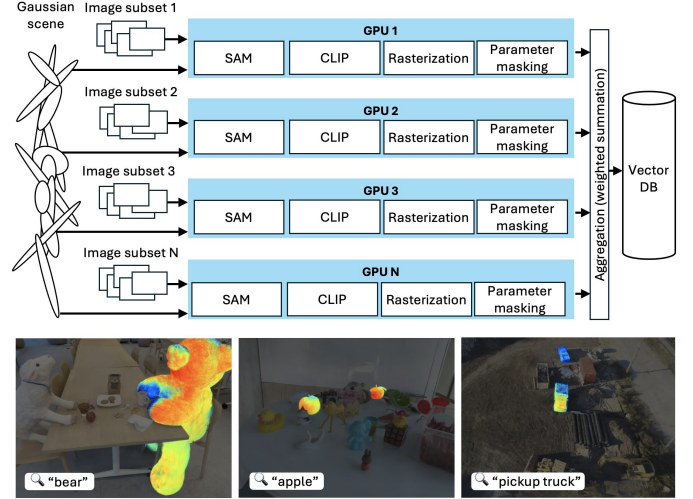 Gaussian
scene
Image subset 1
GPU 1
SAM
CLIP
Rasterization
Parameter
masking
Image subset 2
GPU 2
SAM
CLIP
Rasterization
Parameter
masking
Image subset 3
GPU 3
SAM
CLIP
Rasterization
Parameter
masking
Image subset N
GPU N
SAM
CLIP
Rasterization
Parameter
masking
Aggregation (weighted summation)
Vector
DB
"bear"
"apple"
"pickup truck"